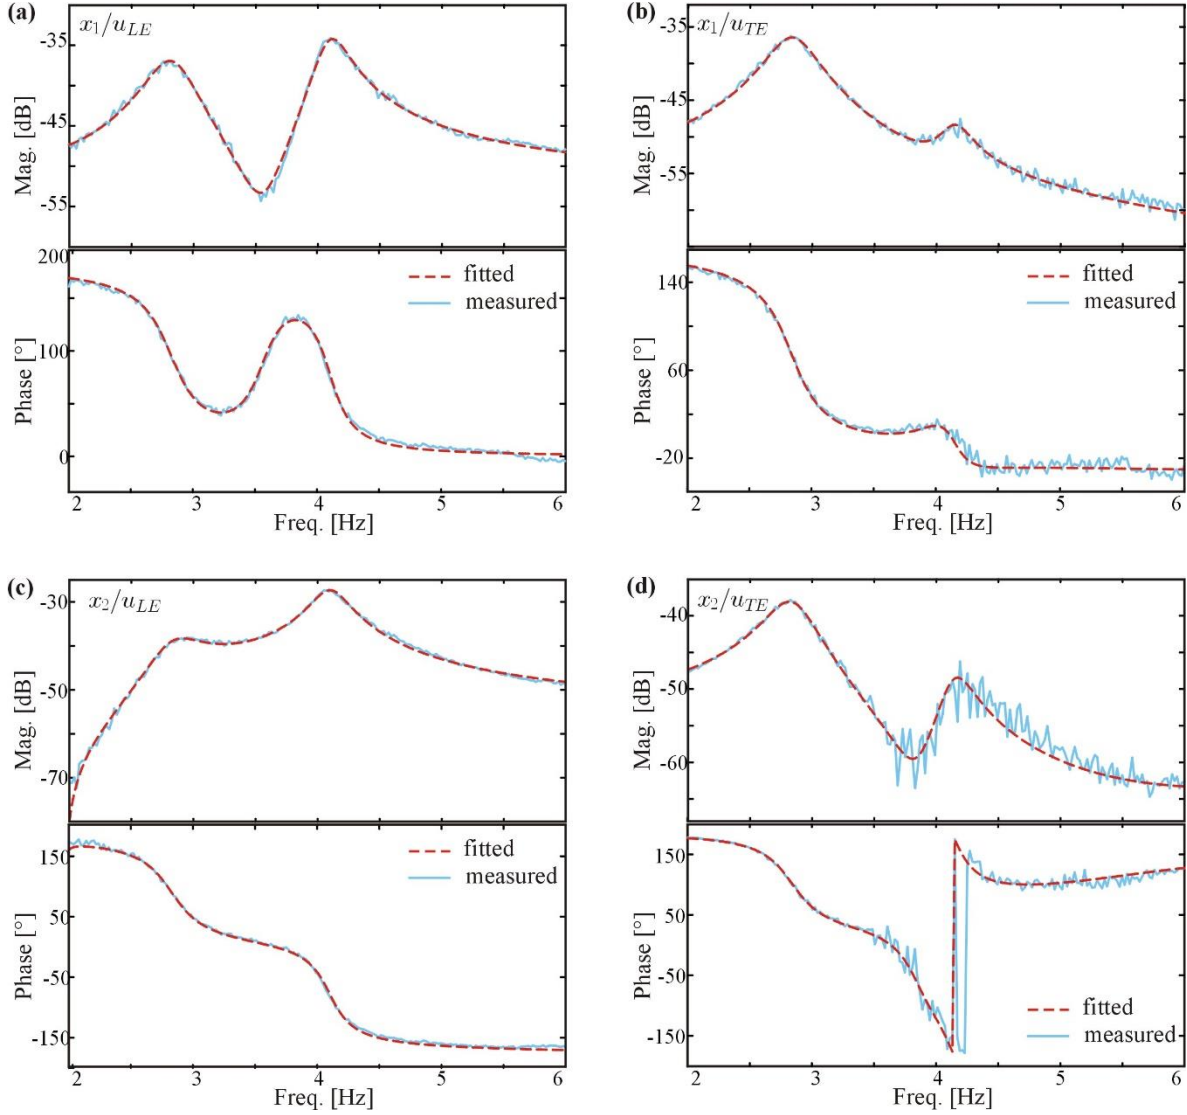 (a)
x1/uLE
Mag. [dB]
-35
-45
-55
Phase [°]
200
100
0
fitted
measured
2 3 4 5 6
Freq. [Hz]
(b)
x1/uTE
Mag. [dB]
-35
-45
-55
Phase [°]
140
60
-20
fitted
measured
2 3 4 5 6
Freq. [Hz]
(c)
x2/uLE
Mag. [dB]
-30
-50
-70
Phase [°]
150
50
-50
-150
fitted
measured
2 3 4 5 6
Freq. [Hz]
(d)
x2/uTE
Mag. [dB]
-40
-50
-60
Phase [°]
150
50
-50
-150
fitted
measured
2 3 4 5 6
Freq. [Hz]